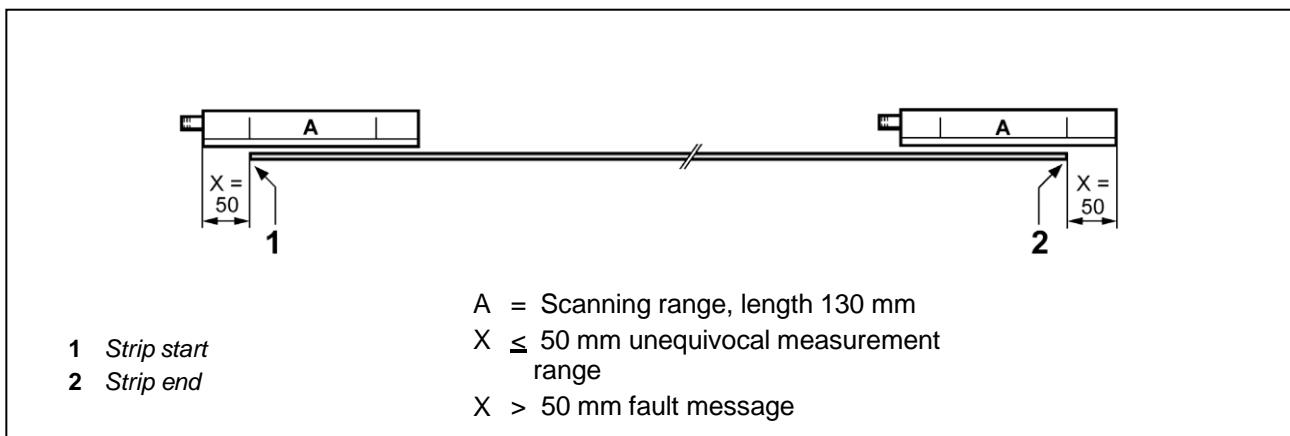 A
A
X =
50
X =
50
1
2
A = Scanning range, length 130 mm
X ≤ 50 mm unequivocal measurement
range
X > 50 mm fault message
1 Strip start
2 Strip end